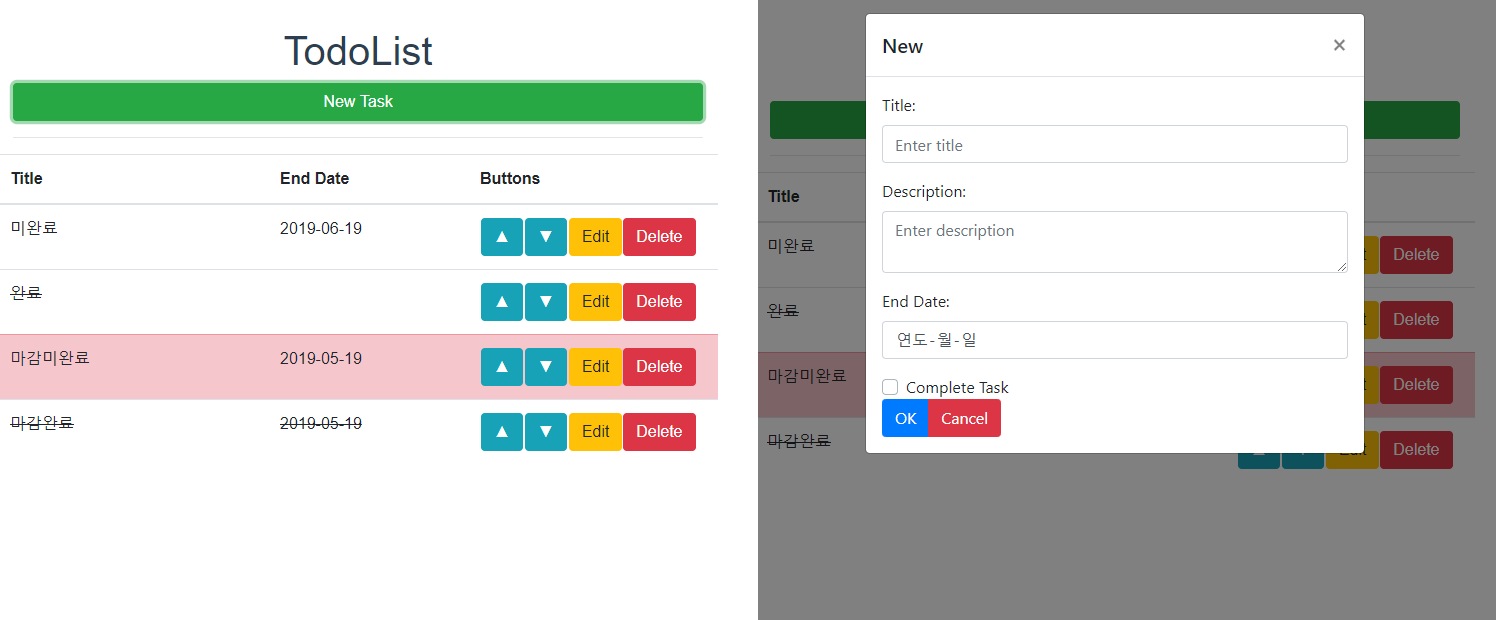 TodoList
New Task
Title End Date Buttons
미완료 2019-06-19 ▲ ▼ Edit Delete
완료 ▲ ▼ Edit Delete
마감미완료 2019-05-19 ▲ ▼ Edit Delete
마감완료 2019-05-19 ▲ ▼ Edit Delete
New ×
Title:
Enter title
Description:
Enter description
End Date:
연도-월-일
Complete Task
OK Cancel
Title
미완료 Delete
완료 Delete
마감미완료 Delete
마감완료 Edit Delete